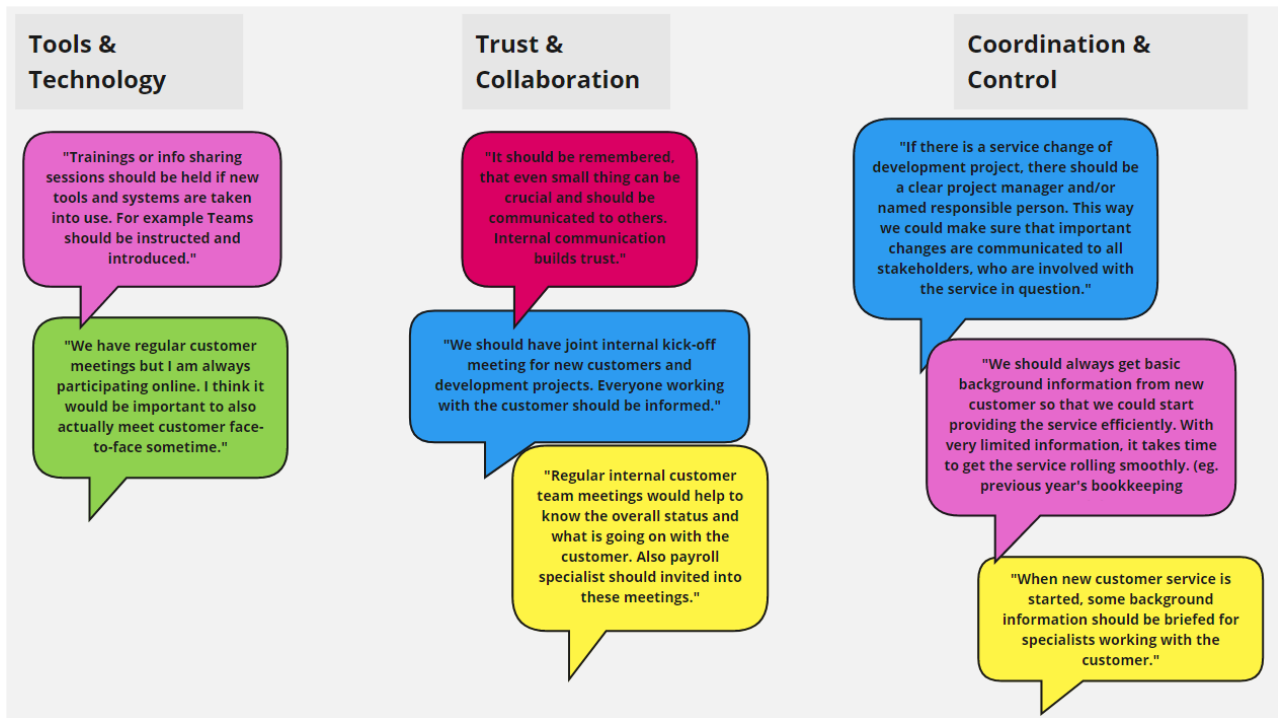 Tools &
Technology
"Trainings or info sharing
sessions should be held if new
tools and systems are taken
into use. For example Teams
should be instructed and
introduced."
"We have regular customer
meetings but I am always
participating online. I think it
would be important to also
actually meet customer face-
to-face sometime."
Trust &
Collaboration
"It should be remembered,
that even small thing can be
crucial and should be
communicated to others.
Internal communication
builds trust."
"We should have joint internal kick-off
meeting for new customers and
development projects. Everyone working
with the customer should be informed."
"Regular internal customer
team meetings would help to
know the overall status and
what is going on with the
customer. Also payroll
specialist should invited into
these meetings."
Coordination &
Control
"If there is a service change of
development project, there should be
a clear project manager and/or
named responsible person. This way
we could make sure that important
changes are communicated to all
stakeholders, who are involved with
the service in question."
"We should always get basic
background information from new
customer so that we could start
providing the service efficiently. With
very limited information, it takes time
to get the service rolling smoothly. (eg.
previous year's bookkeeping
"When new customer service is
started, some background
information should be briefed for
specialists working with the
customer."